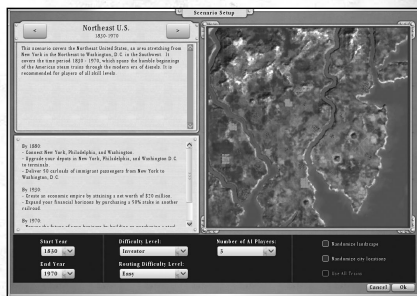 Scenario Setup
< Northeast U.S. >
1830-1970
This scenario covers the Northeast United States, an area stretching from
New York in the Northeast to Washington, D.C. in the Southwest. It
covers the time period 1830 - 1970, which spans the humble beginnings
of the American steam trains through the modern era of diesels. It is
recommended for players of all skill levels.
By 1880:
- Connect New York, Philadelphia, and Washington.
- Upgrade your depots in New York, Philadelphia, and Washington D.C.
to terminals.
- Deliver 50 carloads of immigrant passengers from New York to
Washington, D.C.
By 1920:
- Create an economic empire by attaining a net worth of $20 million.
- Expand your financial horizons by purchasing a 50% stake in another
railroad.
By 1970:
Start Year
1830
End Year
1970
Difficulty Level:
Investor
Routing Difficulty Level:
Easy
Number of AI Players:
3
Randomize landscape
Randomize city locations
Use All Trains
Cancel Ok